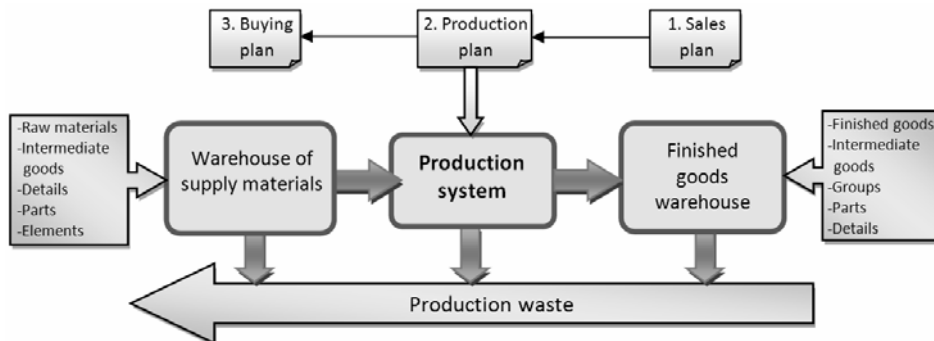 3. Buying
plan
2. Production
plan
1. Sales
plan
-Raw materials
-Intermediate
goods
-Details
-Parts
-Elements
Warehouse of
supply materials
Production
system
Finished
goods
warehouse
-Finished goods
-Intermediate
goods
-Groups
-Parts
-Details
Production waste